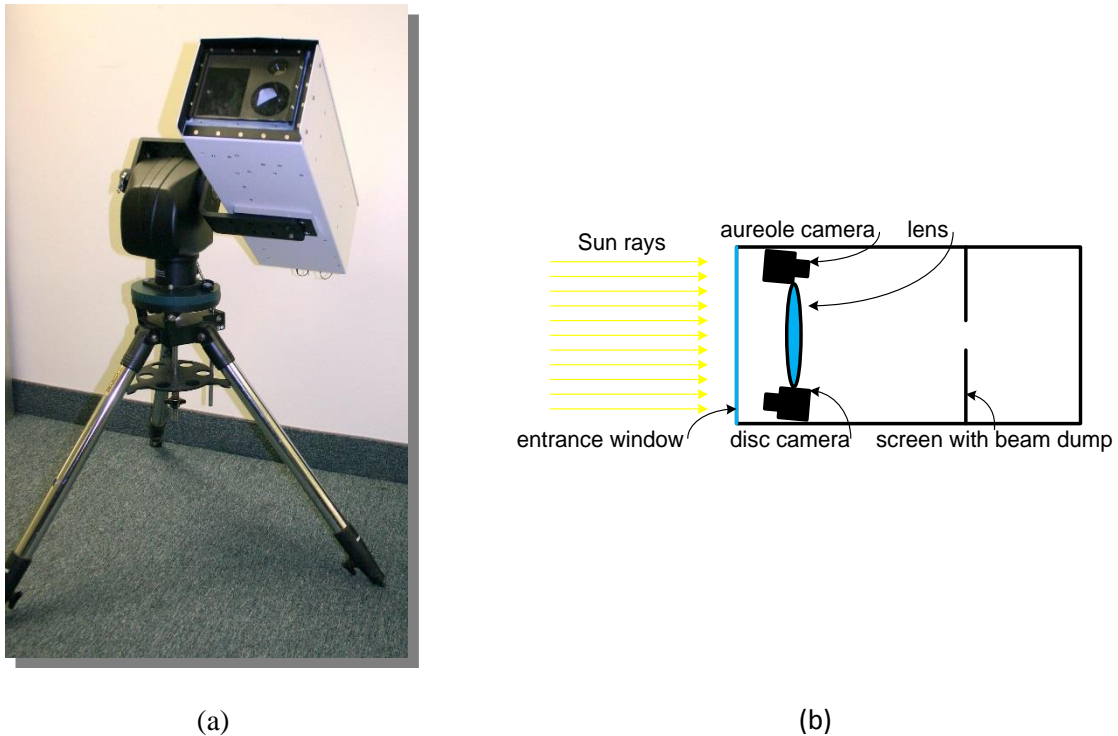 Sun rays
aureole camera
lens
entrance window
disc camera
screen with beam dump
(a)
(b)